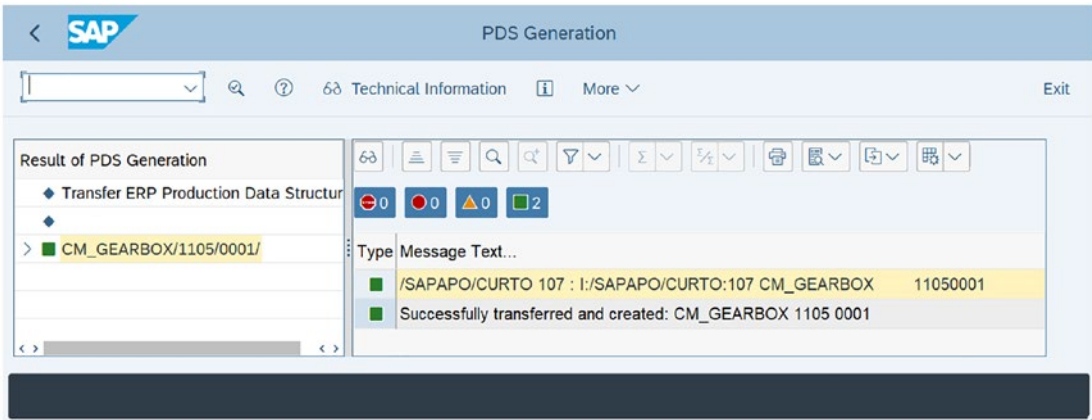 SAP
PDS Generation
Technical Information
More
Exit
Result of PDS Generation
Transfer ERP Production Data Structur
CM_GEARBOX/1105/0001/
0
0
0
2
Type Message Text...
/SAPAPO/CURTO 107 : I:/SAPAPO/CURTO:107 CM_GEARBOX 11050001
Successfully transferred and created: CM_GEARBOX 1105 0001